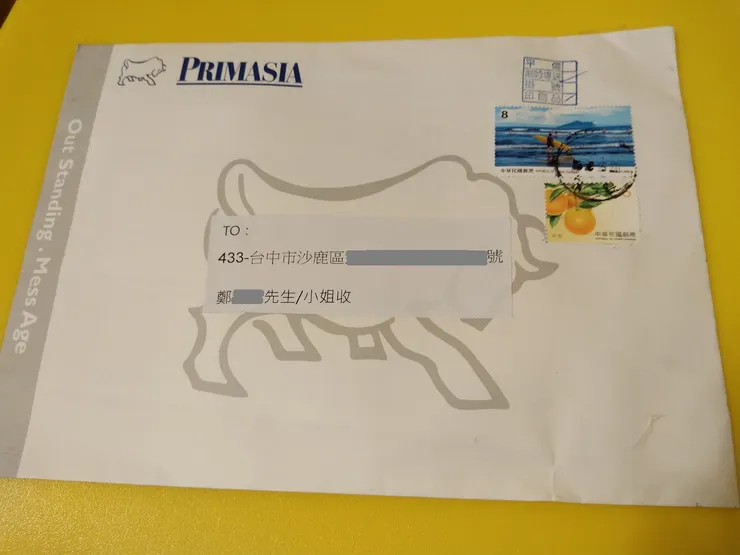 PRIMASIA
Out Standing . Mess Age
8
中華民國郵票
中華民國郵票
TO：
433-台中市沙鹿區
號
鄭
先生/小姐收